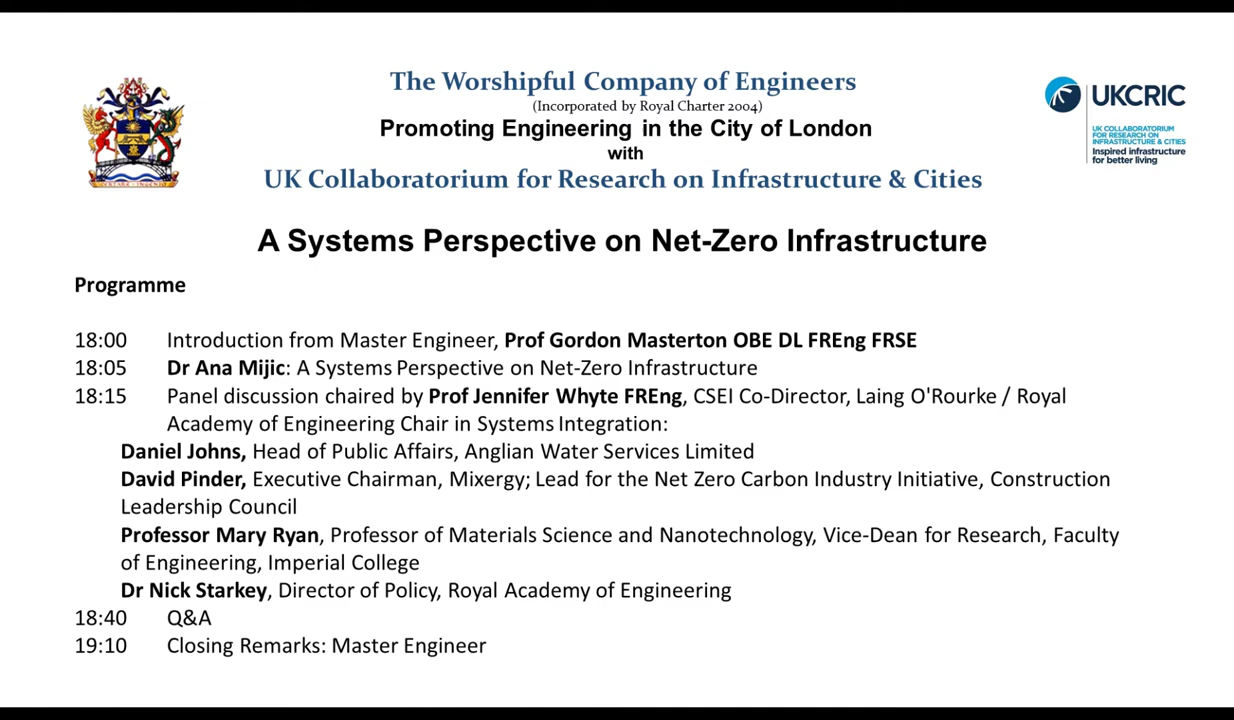 The Worshipful Company of Engineers
(Incorporated by Royal Charter 2004)
Promoting Engineering in the City of London
with
UK Collaboratorium for Research on Infrastructure & Cities
UKCRIC
UK COLLABORATORIUM
FOR RESEARCH ON
INFRASTRUCTURE & CITIES
Inspired infrastructure
for better living
A Systems Perspective on Net-Zero Infrastructure
Programme
18:00 Introduction from Master Engineer, Prof Gordon Masterton OBE DL FREng FRSE
18:05 Dr Ana Mijic: A Systems Perspective on Net-Zero Infrastructure
18:15 Panel discussion chaired by Prof Jennifer Whyte FREng, CSEI Co-Director, Laing O'Rourke / Royal
Academy of Engineering Chair in Systems Integration:
Daniel Johns, Head of Public Affairs, Anglian Water Services Limited
David Pinder, Executive Chairman, Mixergy; Lead for the Net Zero Carbon Industry Initiative, Construction
Leadership Council
Professor Mary Ryan, Professor of Materials Science and Nanotechnology, Vice-Dean for Research, Faculty
of Engineering, Imperial College
Dr Nick Starkey, Director of Policy, Royal Academy of Engineering
18:40 Q&A
19:10 Closing Remarks: Master Engineer